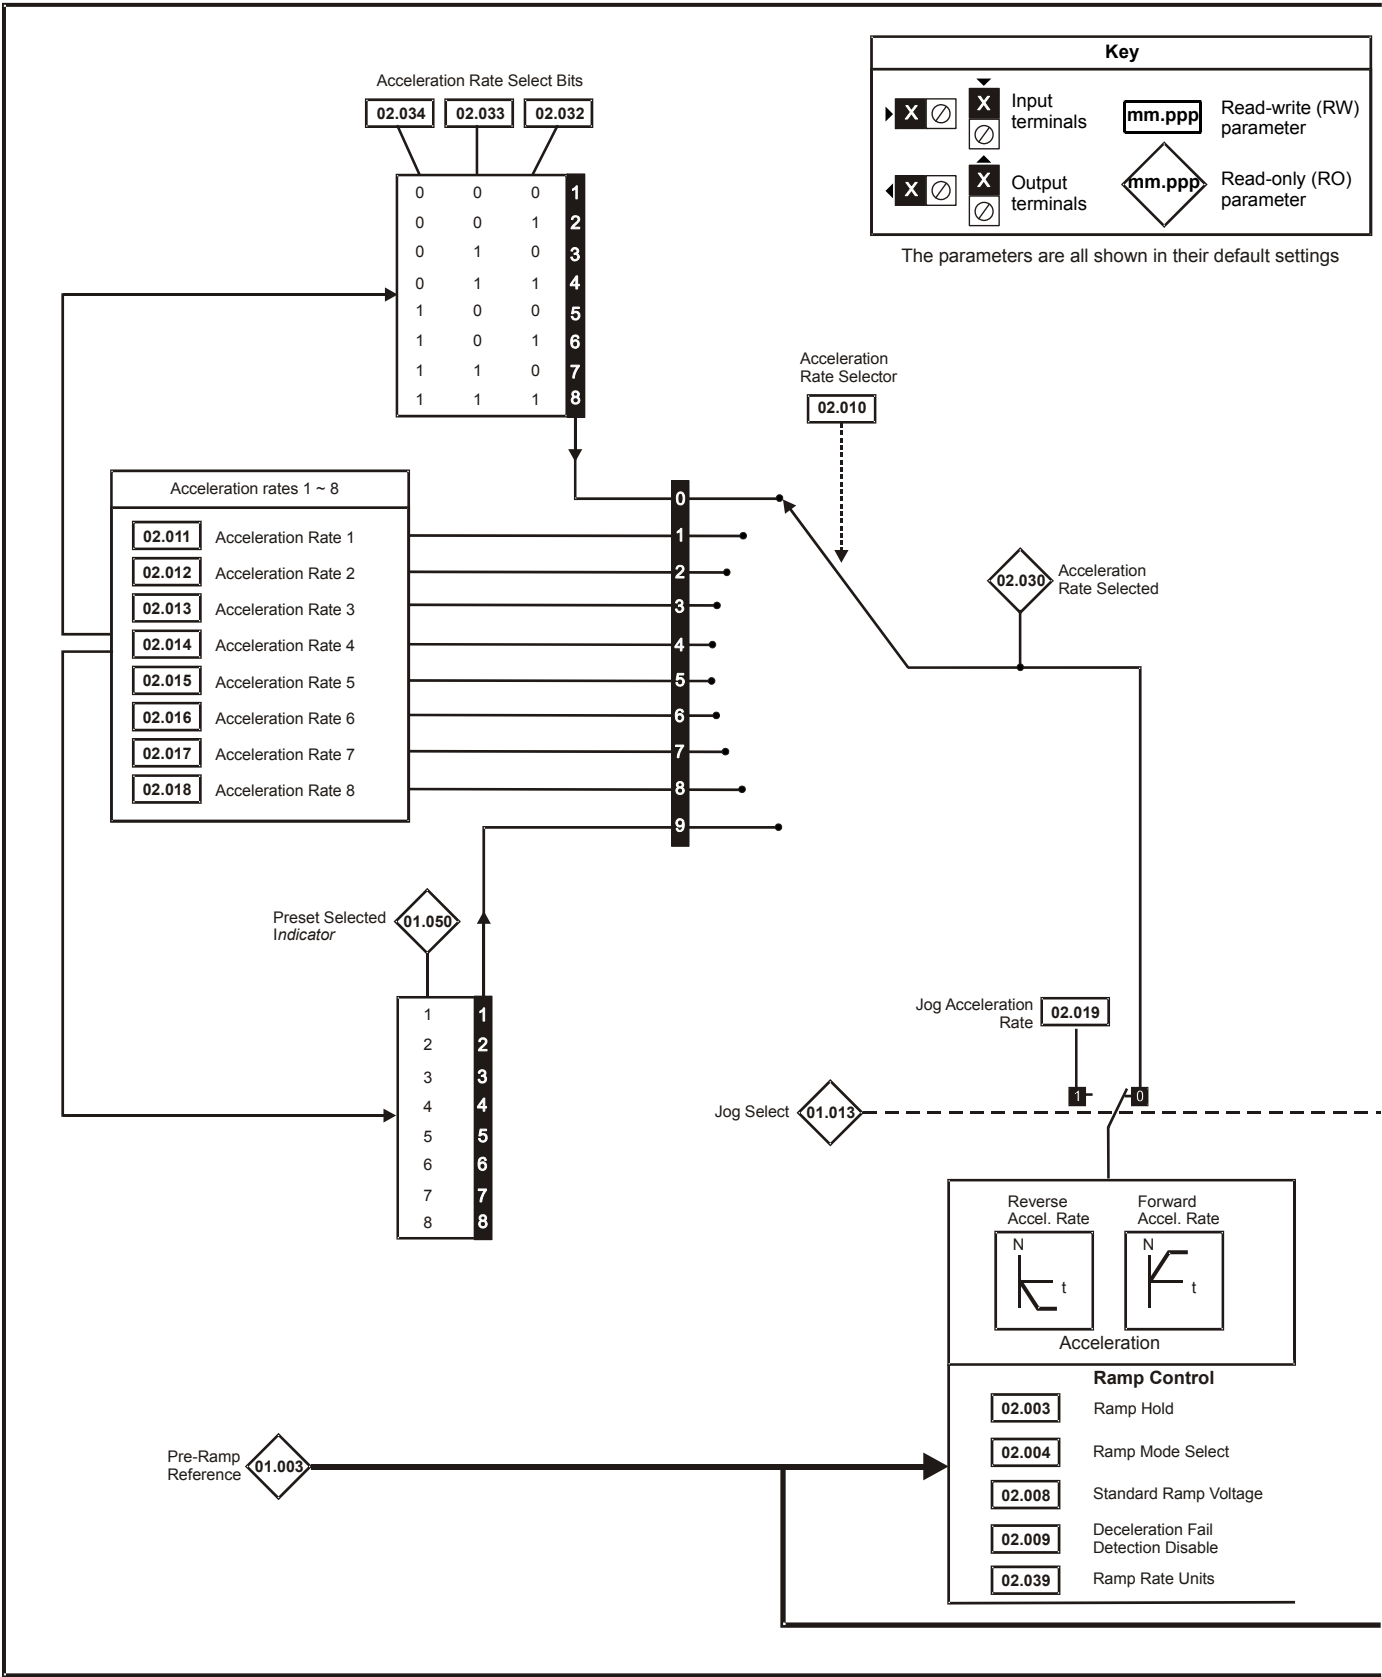 Key
X
X
Input
terminals
mm.ppp
Read-write (RW)
parameter
X
X
Output
terminals
mm.ppp
Read-only (RO)
parameter
The parameters are all shown in their default settings
Acceleration Rate Select Bits
02.034 02.033 02.032
0 0 0 1
0 0 1 2
0 1 0 3
0 1 1 4
1 0 0 5
1 0 1 6
1 1 0 7
1 1 1 8
Acceleration
Rate Selector
02.010
Acceleration rates 1 ~ 8
02.011 Acceleration Rate 1
02.012 Acceleration Rate 2
02.013 Acceleration Rate 3
02.014 Acceleration Rate 4
02.015 Acceleration Rate 5
02.016 Acceleration Rate 6
02.017 Acceleration Rate 7
02.018 Acceleration Rate 8
0
1
2
3
4
5
6
7
8
9
02.030
Acceleration
Rate Selected
Preset Selected
Indicator
01.050
1 1
2 2
3 3
4 4
5 5
6 6
7 7
8 8
Jog Acceleration
Rate
02.019
1 0
Jog Select 01.013
Reverse
Accel. Rate
Forward
Accel. Rate
N
t
N
t
Acceleration
Ramp Control
02.003 Ramp Hold
02.004 Ramp Mode Select
02.008 Standard Ramp Voltage
02.009 Deceleration Fail
Detection Disable
02.039 Ramp Rate Units
Pre-Ramp
Reference
01.003